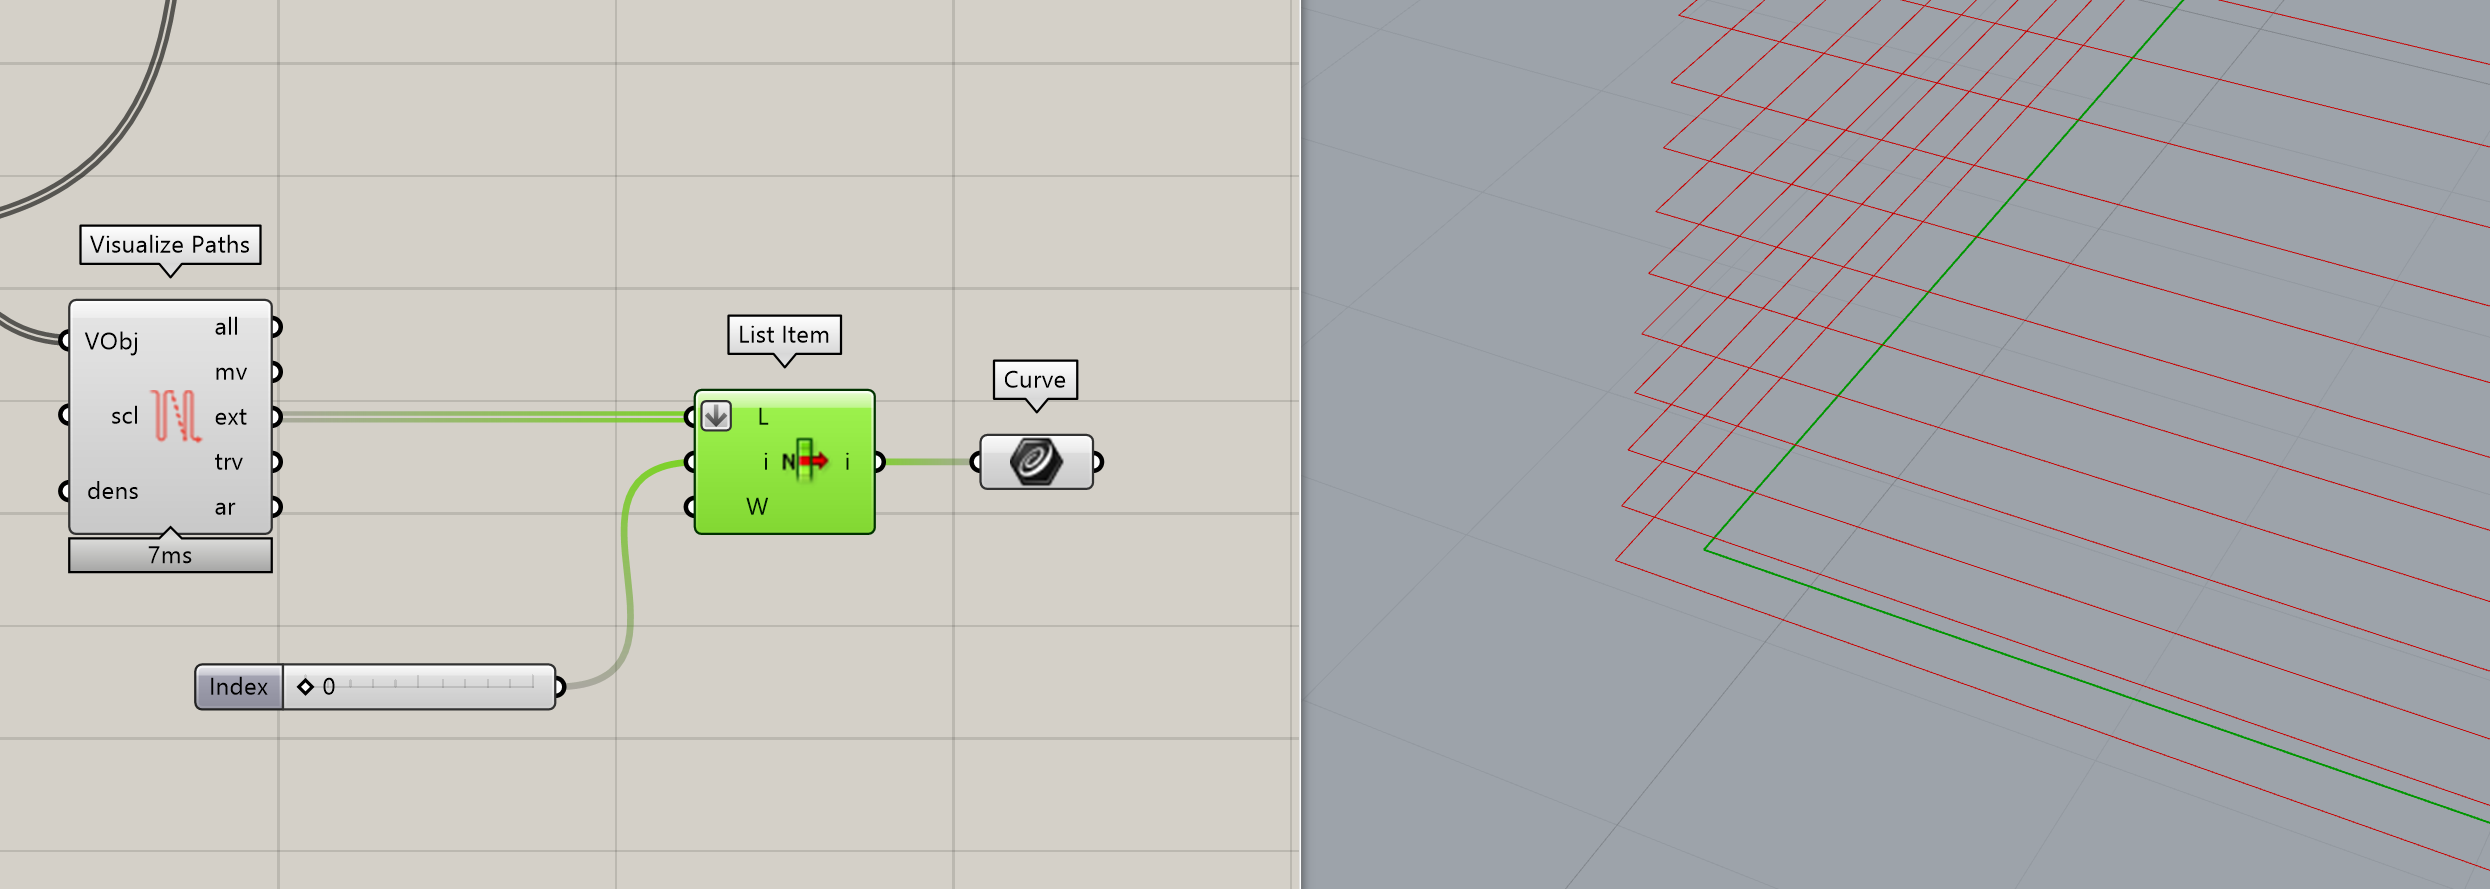 Visualize Paths
VObj
scl
dens
all
mv
ext
trv
ar
7ms
List Item
L
i
W
N
i
Curve
Index
0